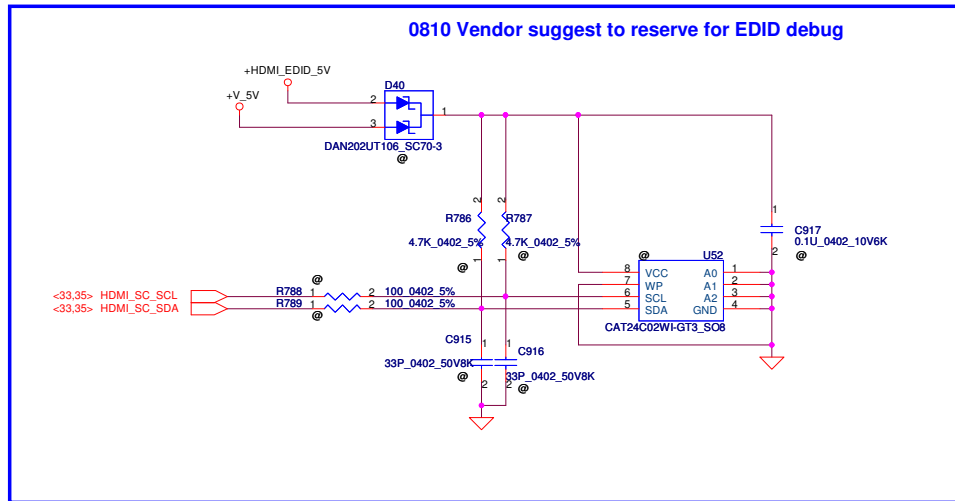 0810 Vendor suggest to reserve for EDID debug
+HDMI_EDID_5V
+V_5V
D40
2
1
3
DAN202UT106_SC70-3
@
2
2
R786
R787
4.7K_0402_5%
4.7K_0402_5%
1
1
@
@
1
C917
0.1U_0402_10V6K
2
@
@
U52
8 VCC A0 1
7 WP A1 2
6 SCL A2 3
5 SDA GND 4
CAT24C02WI-GT3_SO8
@
<33,35> HDMI_SC_SCL R788 1 2 100_0402_5%
<33,35> HDMI_SC_SDA R789 1 2 100_0402_5%
@
C915
1
1
C916
33P_0402_50V8K
33P_0402_50V8K
@
2
2
@